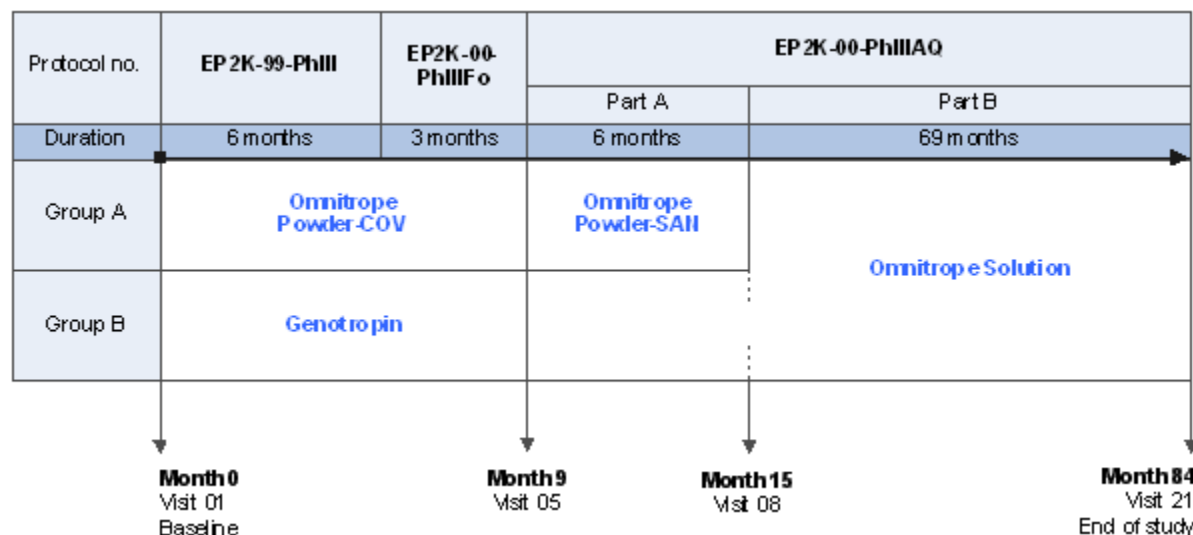 Protocol no.
EP2K-99-PhIII
EP2K-00-
PhIIIFo
EP2K-00-PhIIIAQ
Part A
Part B
Duration
6 months
3 months
6 months
69 months
Group A
Omnitrope
Powder-COV
Omnitrope
Powder-SAN
Omnitrope Solution
Group B
Genotropin
Month 0
Visit 01
Baseline
Month 9
Visit 05
Month 15
Visit 08
Month 84
Visit 21
End of study